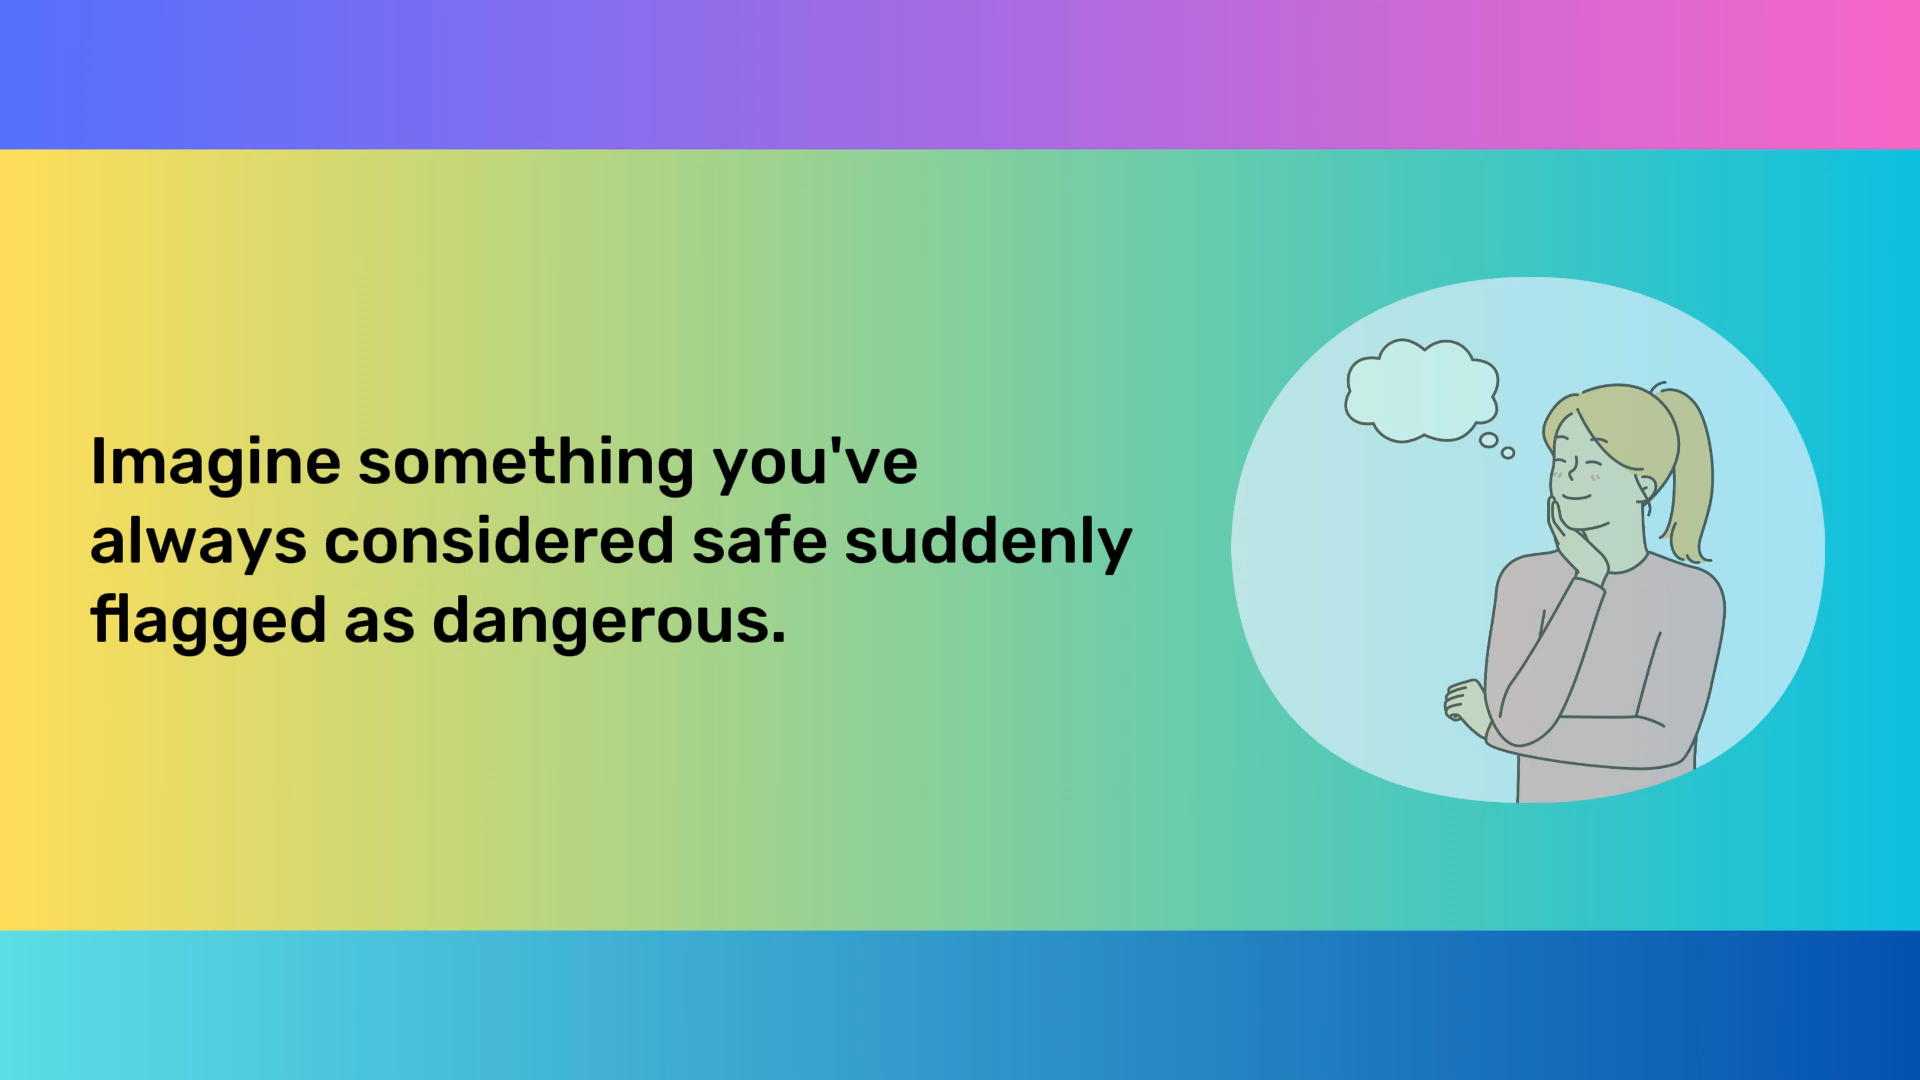 Imagine something you've
always considered safe suddenly
flagged as dangerous.